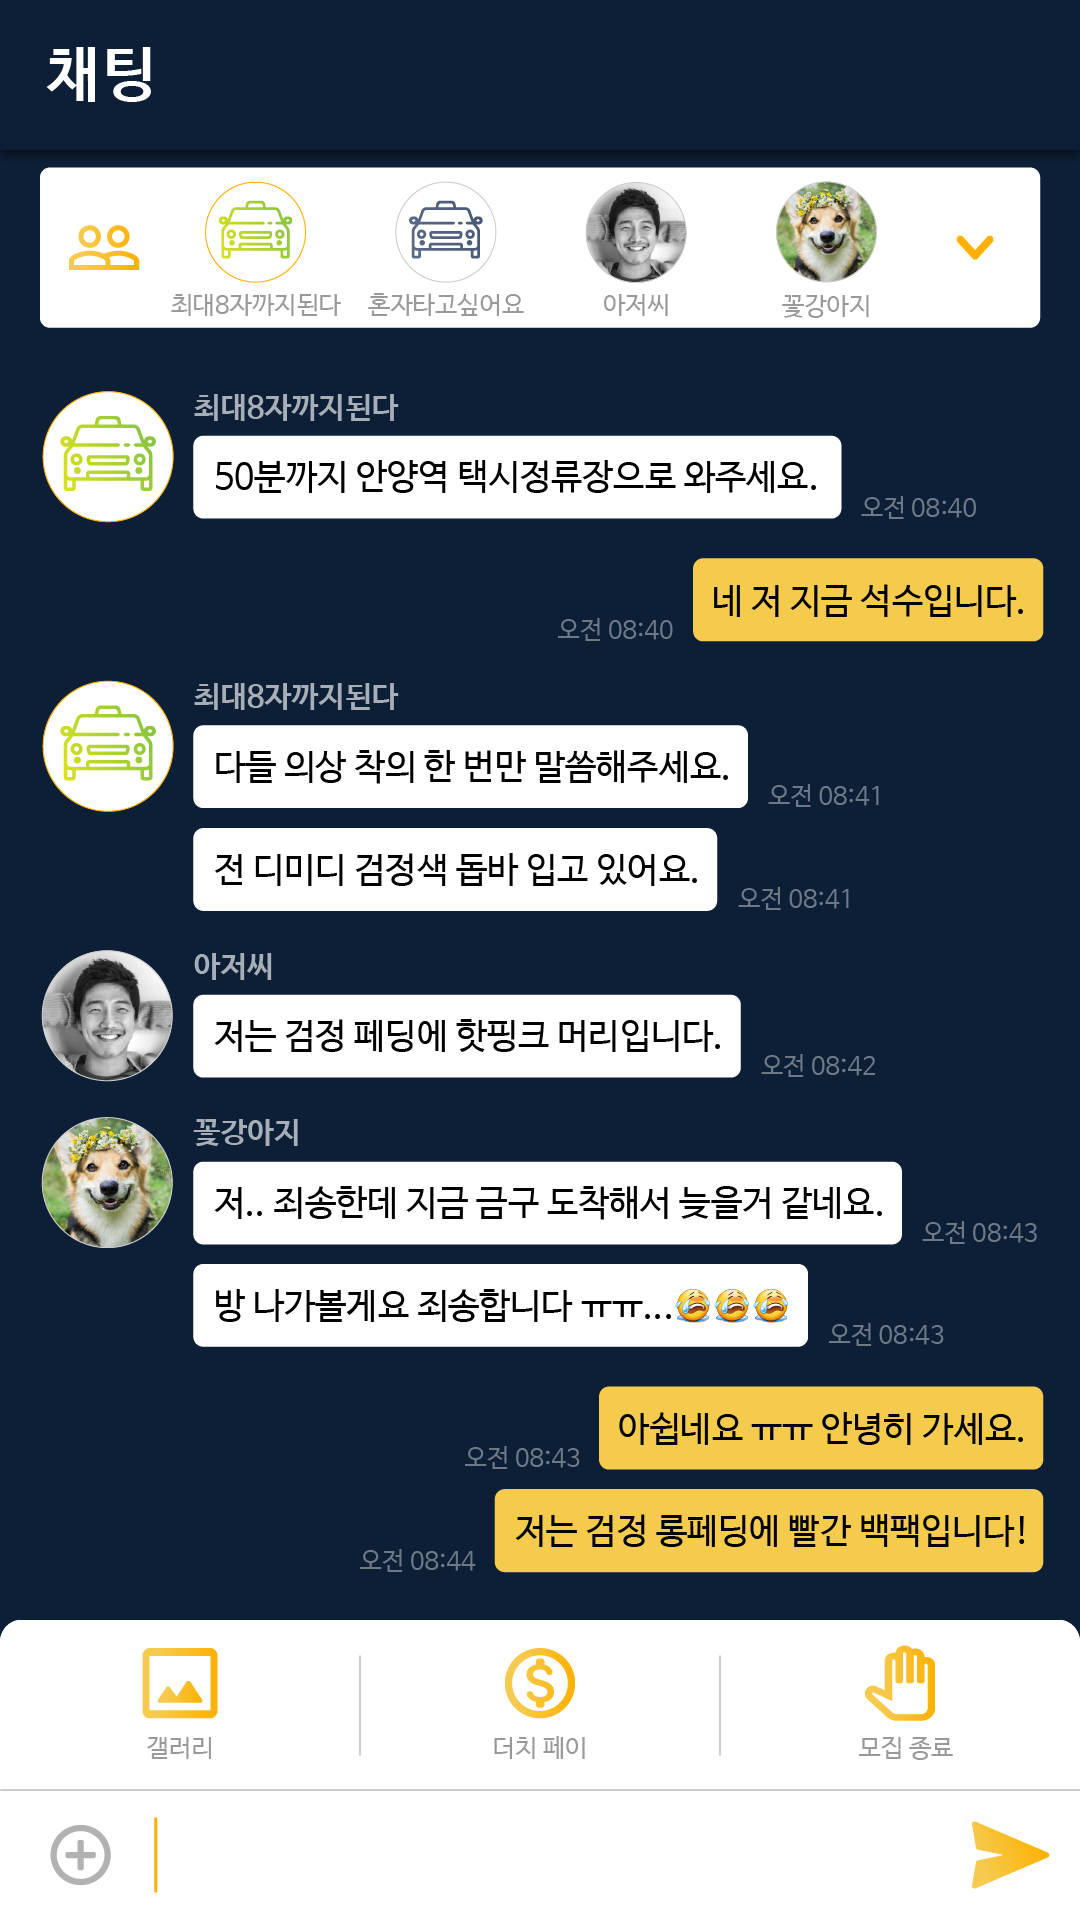 채팅
최대8자까지된다 혼자타고싶어요 아저씨 꽃강아지
최대8자까지된다
50분까지 안양역 택시정류장으로 와주세요.
오전 08:40
네 저 지금 석수입니다.
오전 08:40
최대8자까지된다
다들 의상 착의 한 번만 말씀해주세요.
오전 08:41
전 디미디 검정색 돕바 입고 있어요.
오전 08:41
아저씨
저는 검정 페딩에 핫핑크 머리입니다.
오전 08:42
꽃강아지
저.. 죄송한데 지금 금구 도착해서 늦을거 같네요.
오전 08:43
방 나가볼게요 죄송합니다 ㅠㅠ...😭😭😭
오전 08:43
아쉽네요 ㅠㅠ 안녕히 가세요.
오전 08:43
저는 검정 롱페딩에 빨간 백팩입니다!
오전 08:44
갤러리 더치 페이 모집 종료